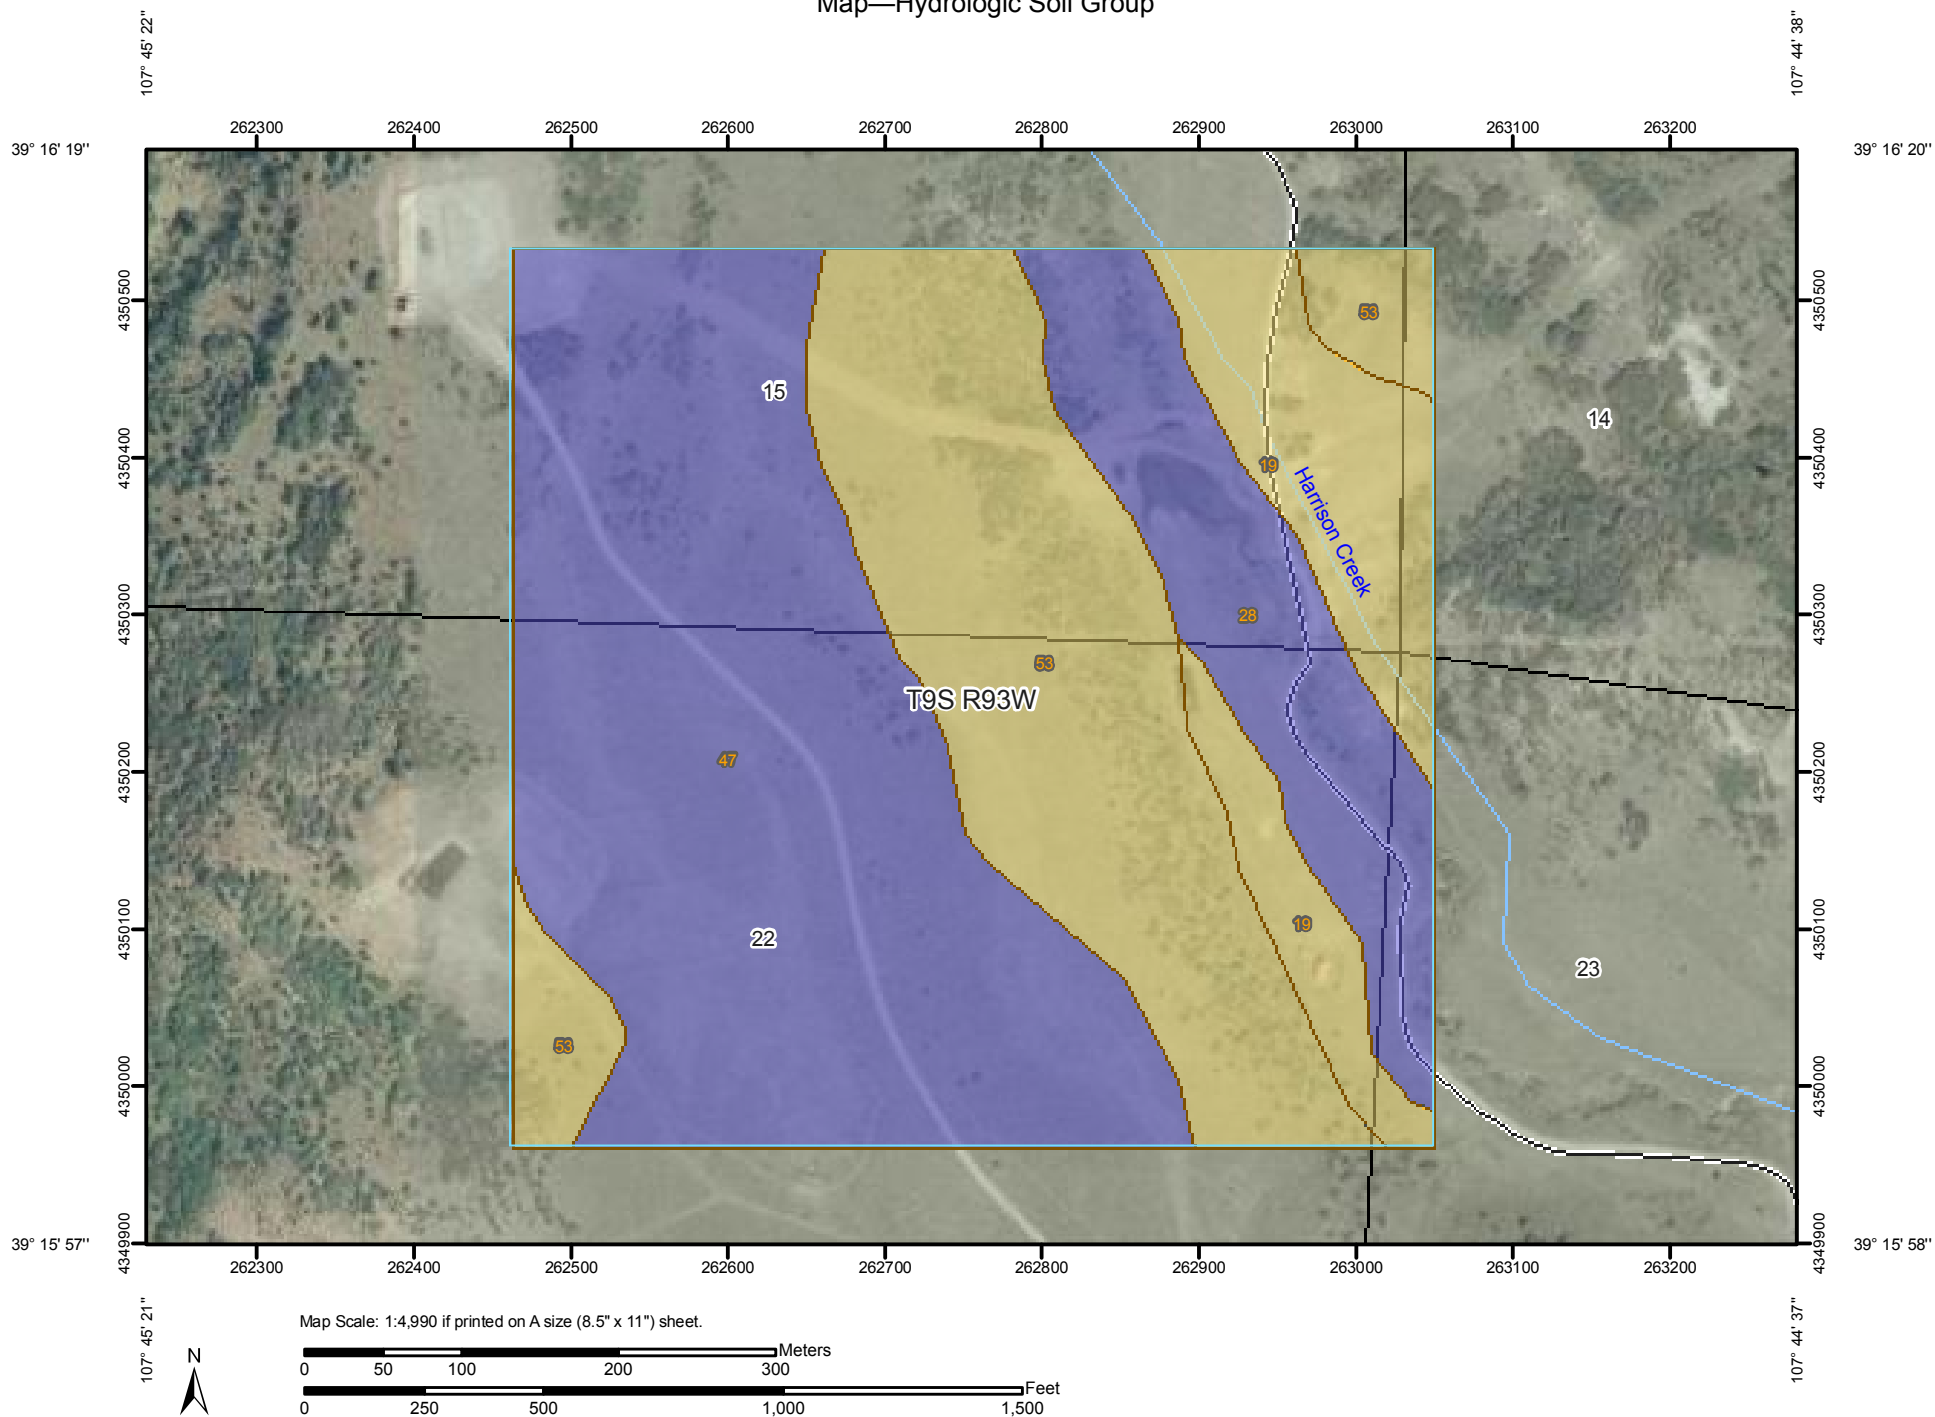 Map—Hydrologic Soil Group
107° 45' 22"
107° 44' 38"
262300 262400 262500 262600 262700 262800 262900 263000 263100 263200
39° 16' 19"
39° 16' 20"
4350500
4350500
53
15
14
4350400
4350400
19
Harrison Creek
4350300
4350300
28
53
T9S R93W
47
4350200
4350200
22
19
23
4350100
4350100
53
4350000
4350000
4349900
4349900
39° 15' 57"
39° 15' 58"
262300 262400 262500 262600 262700 262800 262900 263000 263100 263200
107° 45' 21"
107° 44' 37"
Map Scale: 1:4,990 if printed on A size (8.5" x 11") sheet.
N
Meters
0 50 100 200 300
Feet
0 250 500 1,000 1,500